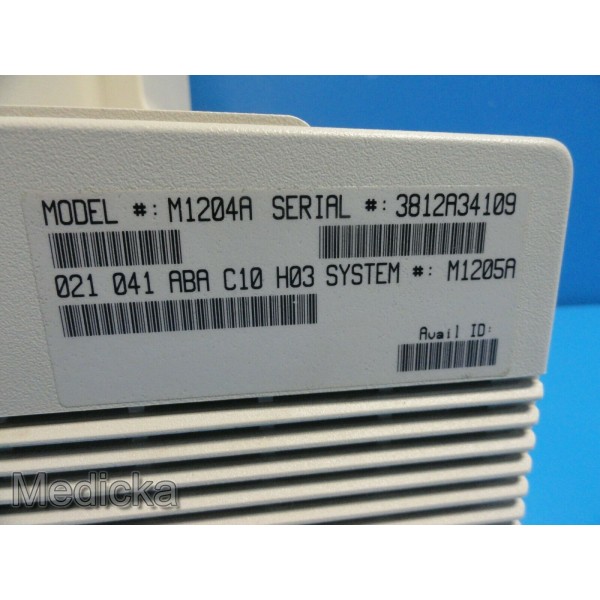 MODEL #: M1204A SERIAL #: 3812A34109
021 041 ABA C10 H03 SYSTEM #: M1205A
Avail ID:
Medicka